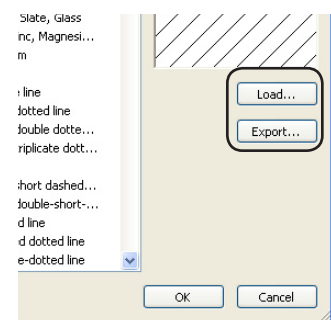 Slate, Glass
inc, Magnesi...
m
line
dotted line
double dotte...
riplicate dott...
short dashed...
double-short-...
d line
d dotted line
e-dotted line
Load...
Export...
OK
Cancel